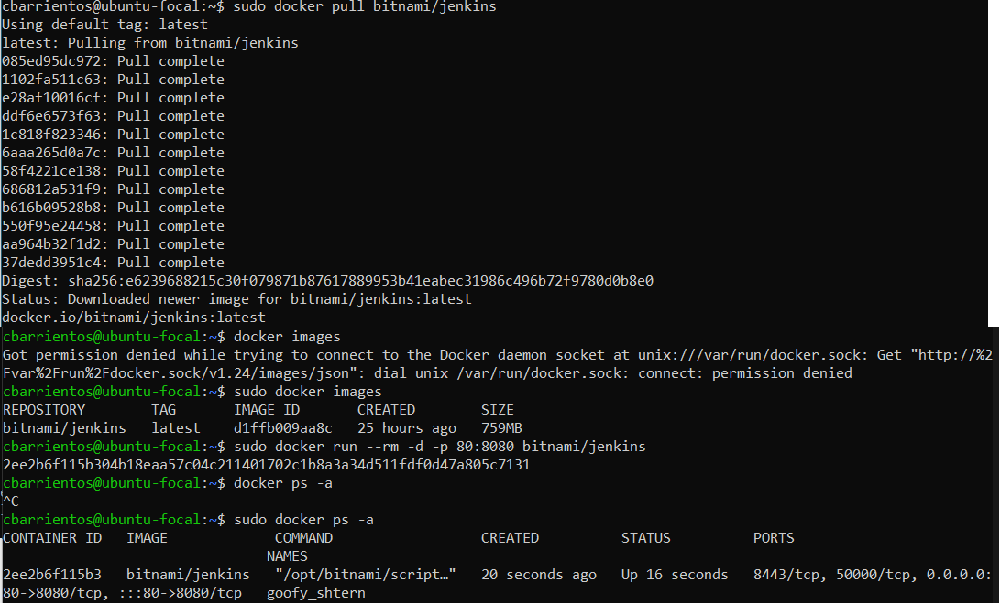 cbarrientos@ubuntu-focal:~$ sudo docker pull bitnami/jenkins
Using default tag: latest
latest: Pulling from bitnami/jenkins
085ed95dc972: Pull complete
1102fa511c63: Pull complete
e28af10016cf: Pull complete
ddf6e6573f63: Pull complete
1c818f823346: Pull complete
6aaa265d0a7c: Pull complete
58f4221ce138: Pull complete
686812a531f9: Pull complete
b616b09528b8: Pull complete
550f95e24458: Pull complete
aa964b32f1d2: Pull complete
37dedd3951c4: Pull complete
Digest: sha256:e6239688215c30f079871b87617889953b41eabec31986c496b72f9780d0b8e0
Status: Downloaded newer image for bitnami/jenkins:latest
docker.io/bitnami/jenkins:latest
cbarrientos@ubuntu-focal:~$ docker images
Got permission denied while trying to connect to the Docker daemon socket at unix:///var/run/docker.sock: Get "http://%2
Fvar%2Frun%2Fdocker.sock/v1.24/images/json": dial unix /var/run/docker.sock: connect: permission denied
cbarrientos@ubuntu-focal:~$ sudo docker images
REPOSITORY        TAG       IMAGE ID       CREATED        SIZE
bitnami/jenkins   latest    d1ffb009aa8c   25 hours ago   759MB
cbarrientos@ubuntu-focal:~$ sudo docker run --rm -d -p 80:8080 bitnami/jenkins
2ee2b6f115b304b18eaa57c04c211401702c1b8a3a34d511fdf0d47a805c7131
cbarrientos@ubuntu-focal:~$ docker ps -a
^C
cbarrientos@ubuntu-focal:~$ sudo docker ps -a
CONTAINER ID   IMAGE             COMMAND                  CREATED          STATUS          PORTS
NAMES
2ee2b6f115b3   bitnami/jenkins   "/opt/bitnami/script…"   20 seconds ago   Up 16 seconds   8443/tcp, 50000/tcp, 0.0.0.0:
80->8080/tcp, :::80->8080/tcp   goofy_shtern